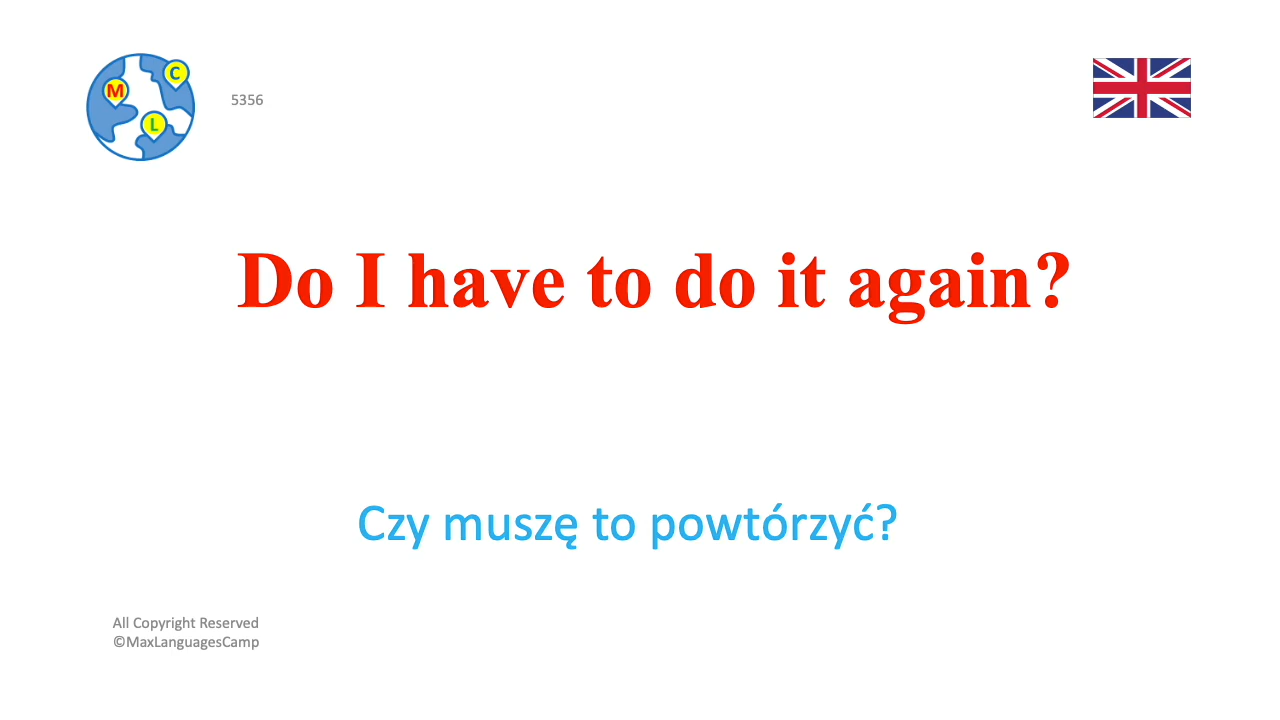 M
C
L
5356
Do I have to do it again?
Czy muszę to powtórzyć?
All Copyright Reserved
©MaxLanguagesCamp